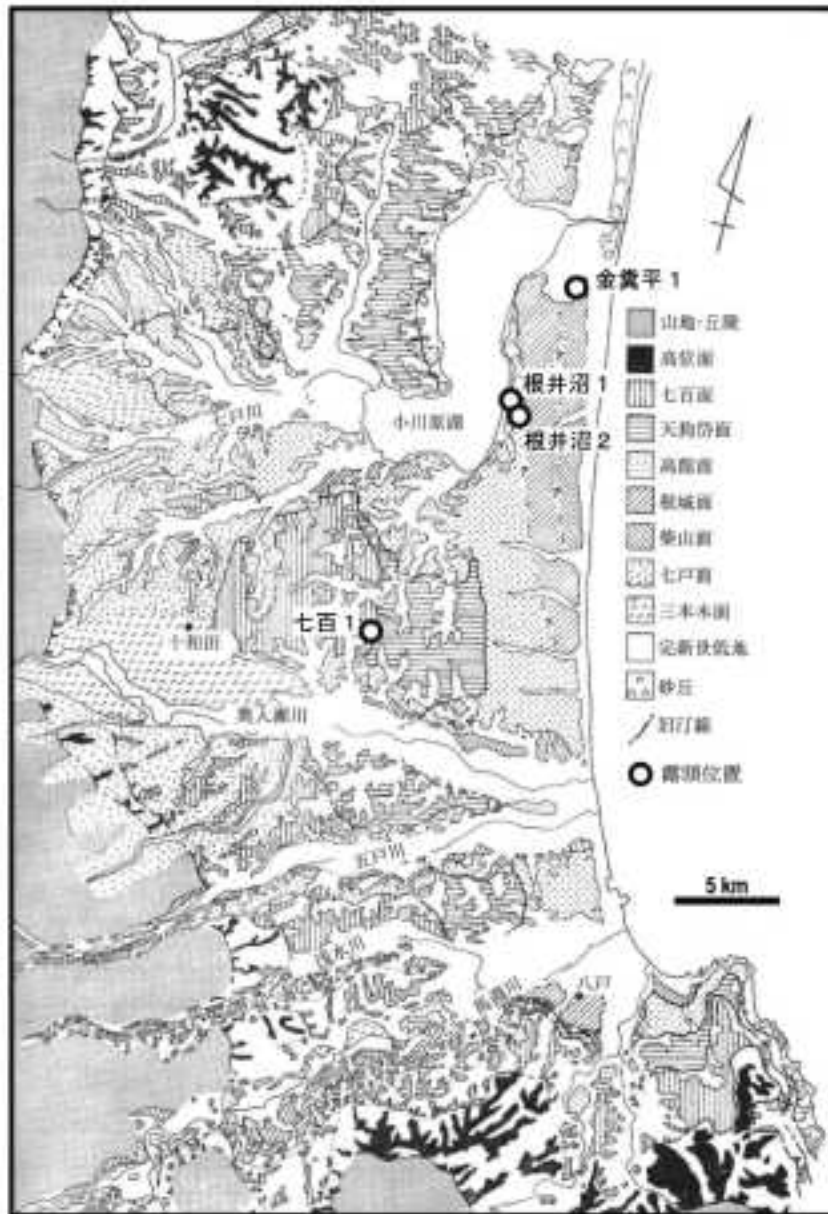 金糞平 1
山地・丘陵
高位面
七百面
根井沼 1
天狗岱面
小川原湖
根井沼 2
高館面
根城面
柴山面
七戸面
七百 1
三本木面
十和田
完新世低地
砂丘
奥入瀬川
旧汀線
露頭位置
五戸川
5 km
八戸